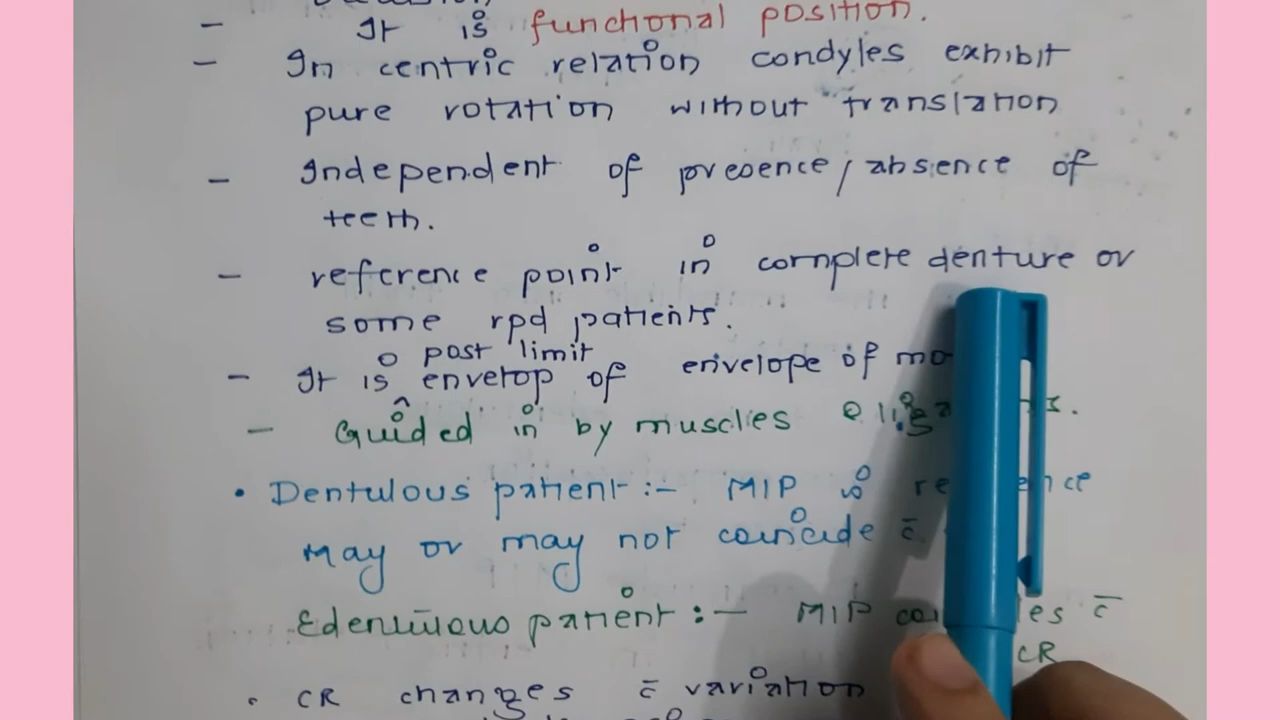 - It is functional position.
- In centric relation condyles exhibit
pure rotation without translation
- Independent of presence/absence of
teeth.
- reference point in complete denture or
some rpd patients.
post limit
- It is envelop of envelope of mo
- Guided in by muscles
• Dentulous patient :- MIP is
may or may not coincide c̄
Edentulous patient :- MIP c̄
CR
• CR changes c̄ variation